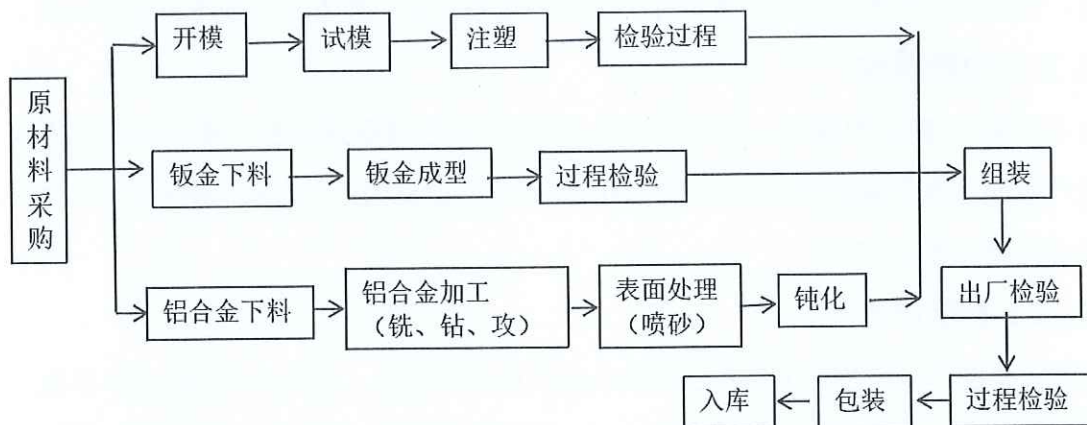 原材料采购
开模
试模
注塑
检验过程
钣金下料
钣金成型
过程检验
组装
铝合金下料
铝合金加工
（铣、钻、攻）
表面处理
（喷砂）
钝化
出厂检验
过程检验
包装
入库